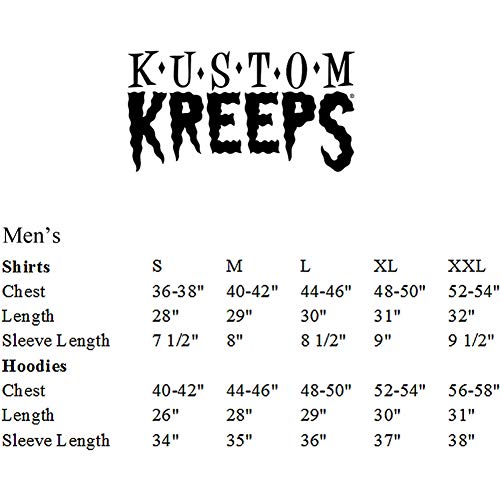 K·U·S·T·O·M
KREEPS®
Men's
Shirts S M L XL XXL
Chest 36-38" 40-42" 44-46" 48-50" 52-54"
Length 28" 29" 30" 31" 32"
Sleeve Length 7 1/2" 8" 8 1/2" 9" 9 1/2"
Hoodies
Chest 40-42" 44-46" 48-50" 52-54" 56-58"
Length 26" 28" 29" 30" 31"
Sleeve Length 34" 35" 36" 37" 38"